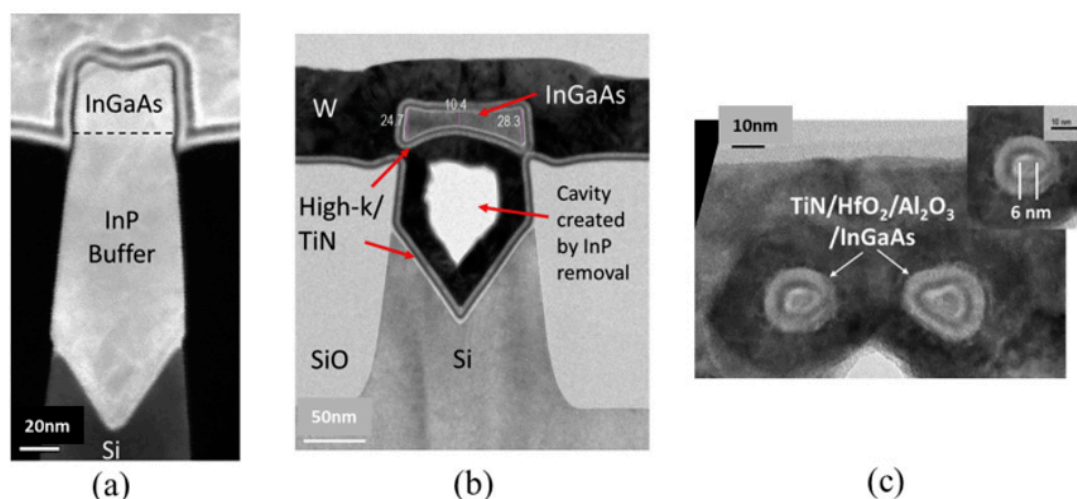 InGaAs
InP
Buffer
20nm
Si
(a)
W
InGaAs
10.4
24.7
28.3
High-k/
TiN
Cavity
created
by InP
removal
SiO
Si
50nm
(b)
10nm
10 nm
6 nm
TiN/HfO₂/Al₂O₃
/InGaAs
(c)